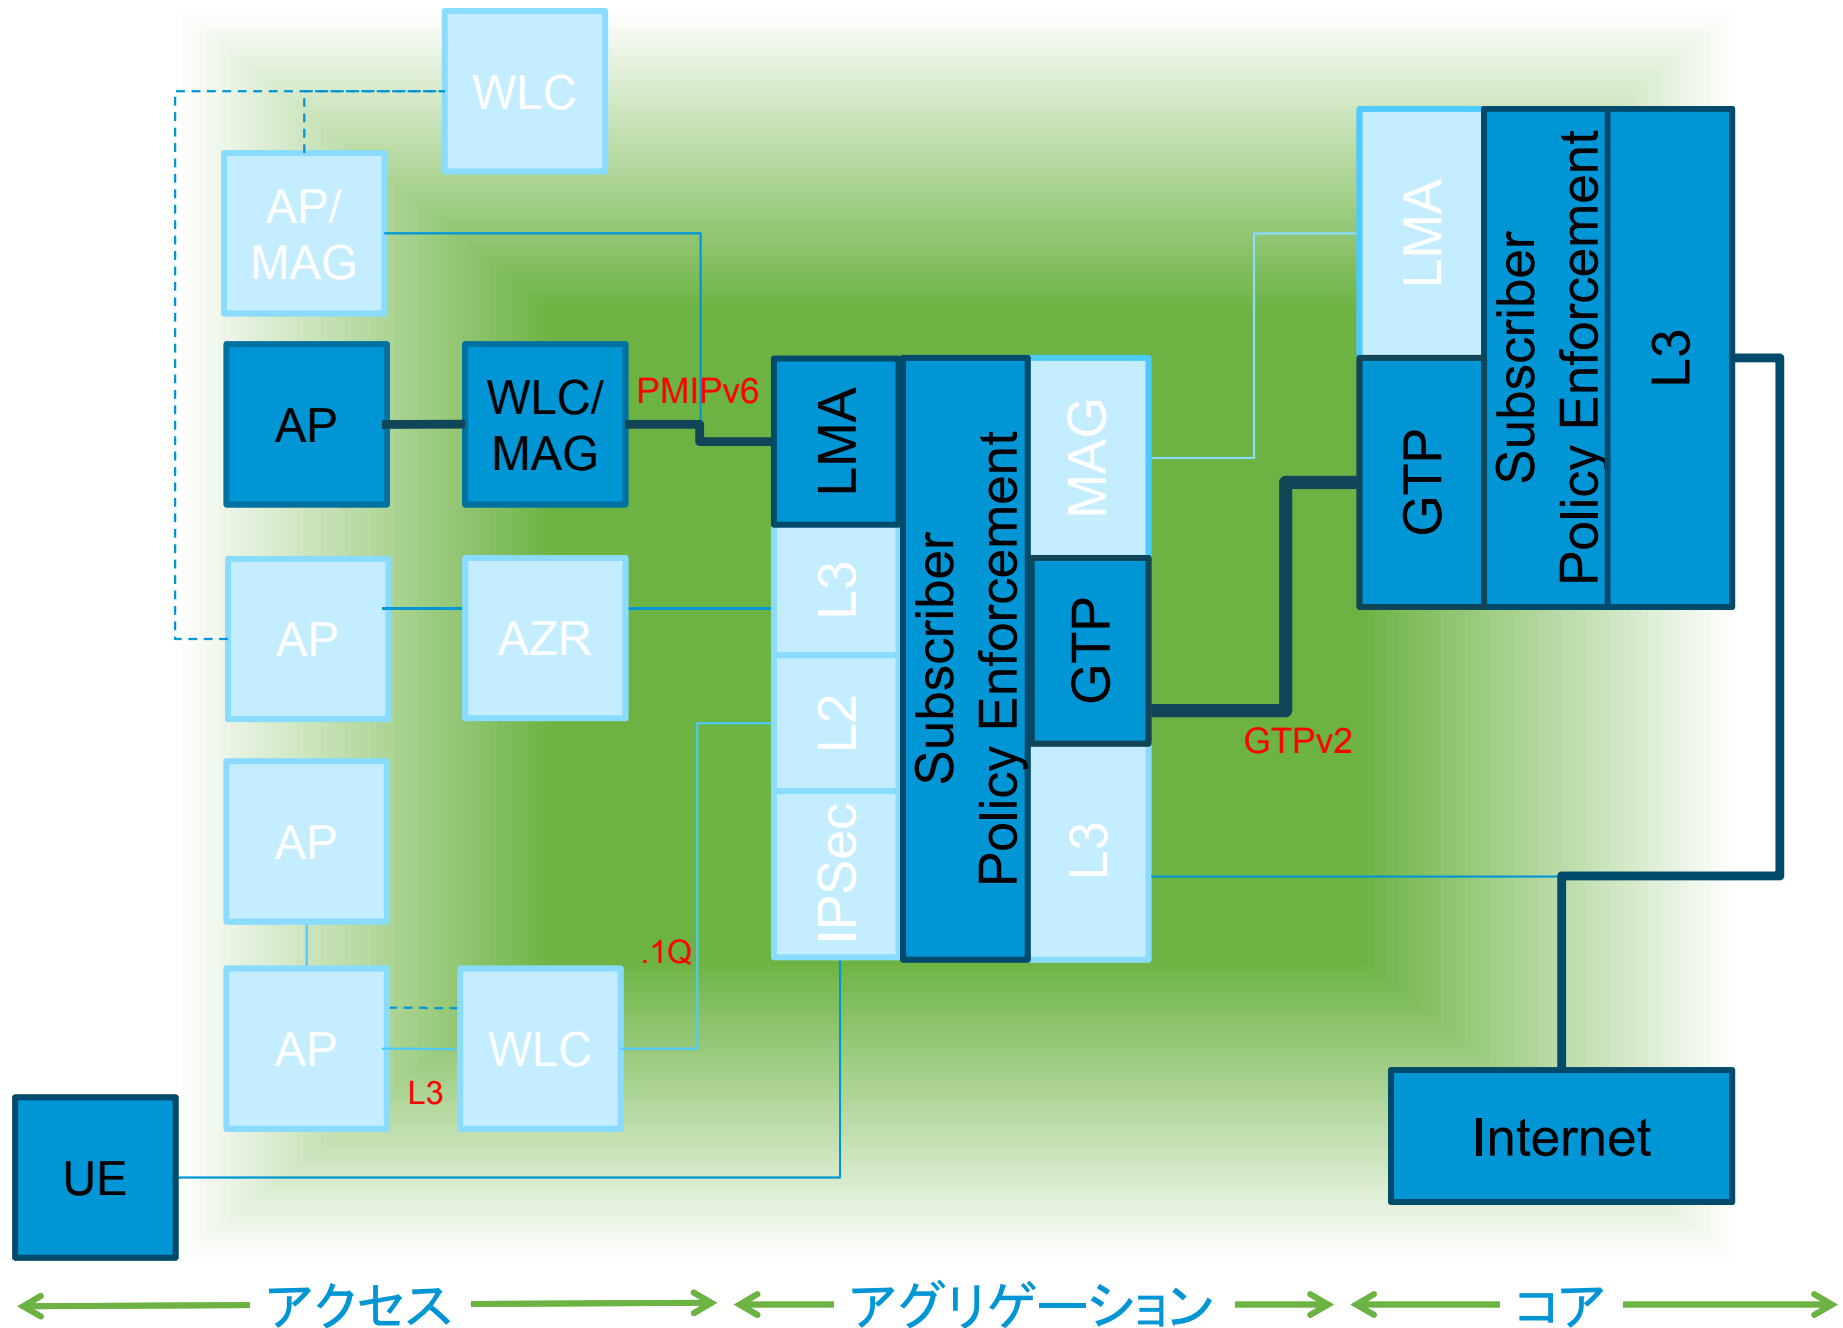 WLC
AP/
MAG
AP
WLC/
MAG
PMIPv6
AP
AZR
AP
AP
WLC
L3
.1Q
UE
LMA
L3
L2
IPSec
Subscriber
Policy Enforcement
MAG
GTP
L3
GTPv2
LMA
GTP
Subscriber
Policy Enforcement
L3
Internet
アクセス
アグリゲーション
コア